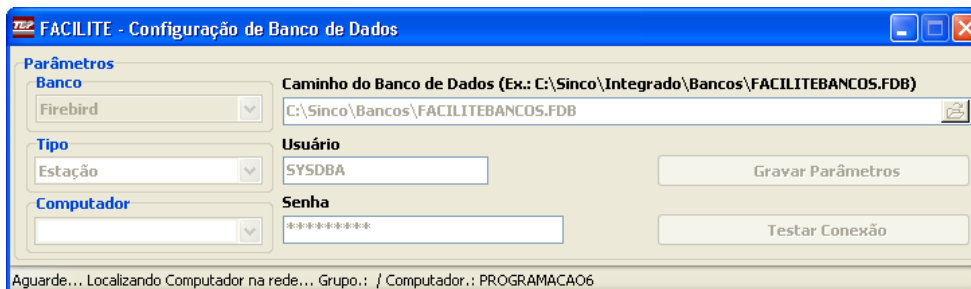 TCP FACILITE - Configuração de Banco de Dados
Parâmetros
Banco
Caminho do Banco de Dados (Ex.: C:\Sinco\Integrado\Bancos\FACILITEBANCOS.FDB)
Firebird
C:\Sinco\Bancos\FACILITEBANCOS.FDB
Tipo
Usuário
Estação
SYSDBA
Gravar Parâmetros
Computador
Senha
*********
Testar Conexão
Aguarde... Localizando Computador na rede... Grupo.: / Computador.: PROGRAMACAO6